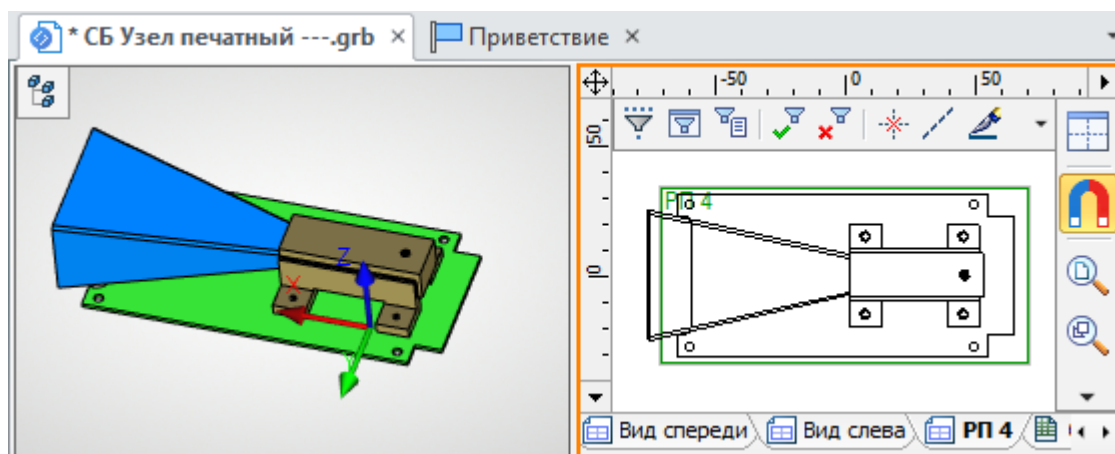 * СБ Узел печатный ---.grb ×
Приветствие ×
-50 0 50
50
0
РП 4
Z
X
Вид спереди
Вид слева
РП 4